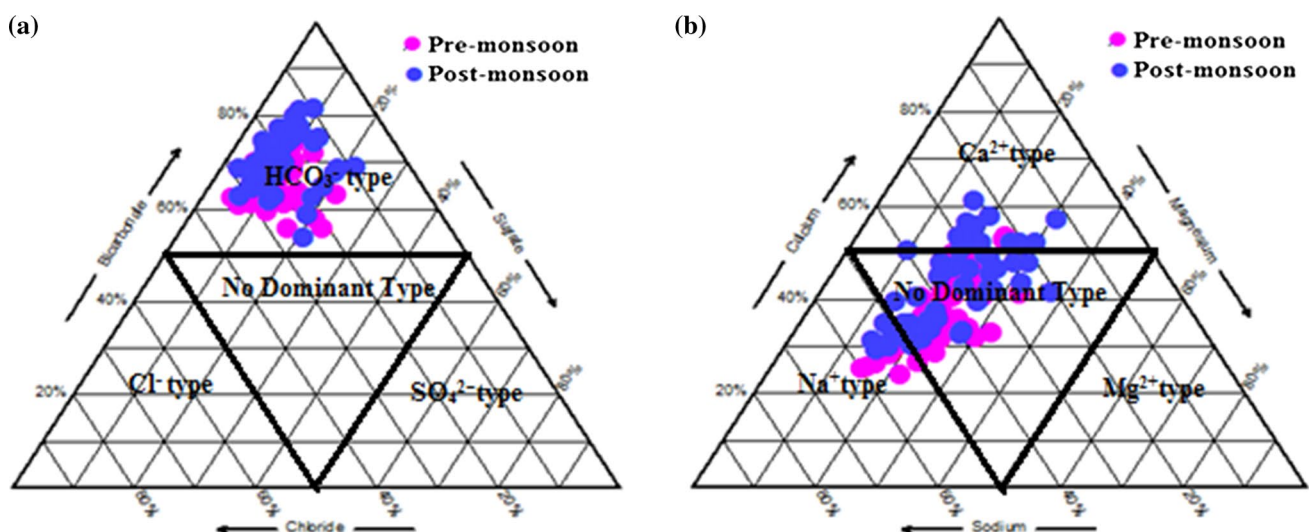 (a)
Pre-monsoon
Post-monsoon
80%
20%
HCO₃⁻ type
60%
40%
Bicarbonate
Sulfate
No Dominant Type
40%
60%
Cl⁻ type
SO₄²⁻ type
20%
80%
80%
60%
40%
20%
Chloride
(b)
Pre-monsoon
Post-monsoon
80%
20%
Ca²⁺type
60%
40%
Calcium
Magnesium
No Dominant Type
40%
60%
Na⁺type
Mg²⁺type
20%
80%
80%
60%
40%
20%
Sodium